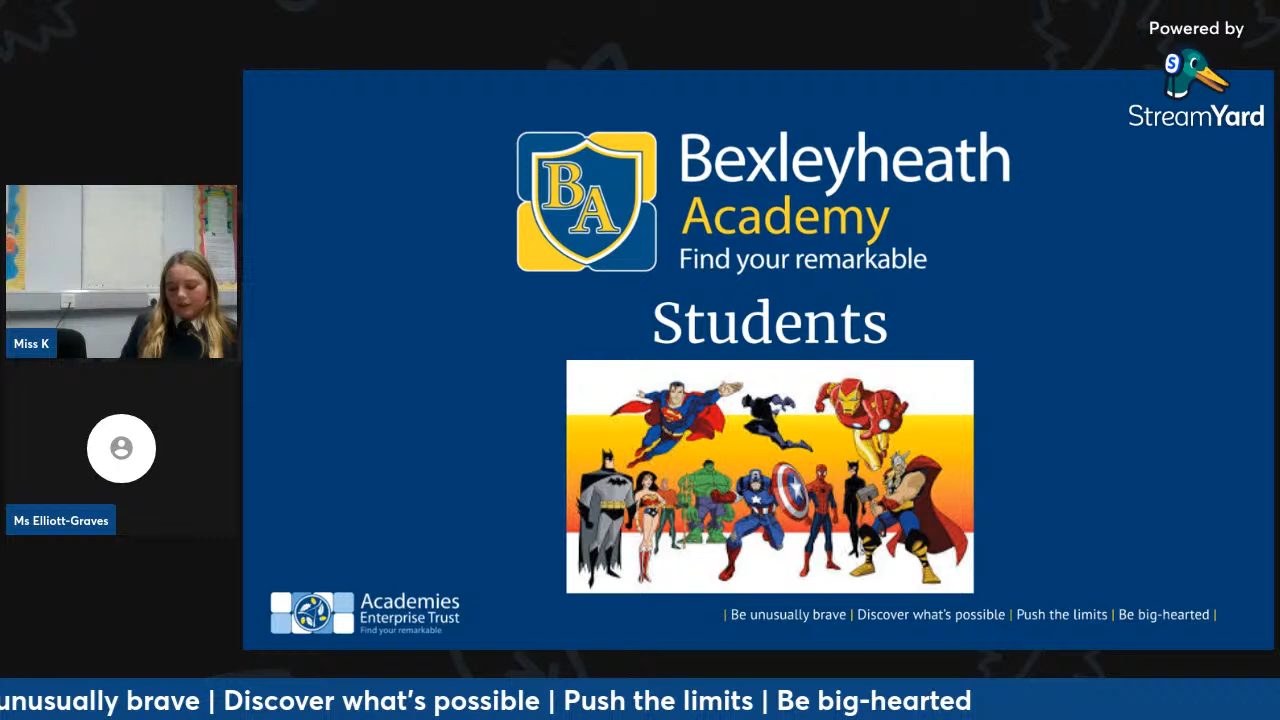 Powered by
StreamYard
BA
Bexleyheath
Academy
Find your remarkable
Students
Miss K
Ms Elliott-Graves
Academies
Enterprise Trust
Find your remarkable
| Be unusually brave | Discover what's possible | Push the limits | Be big-hearted |
unusually brave | Discover what's possible | Push the limits | Be big-hearted